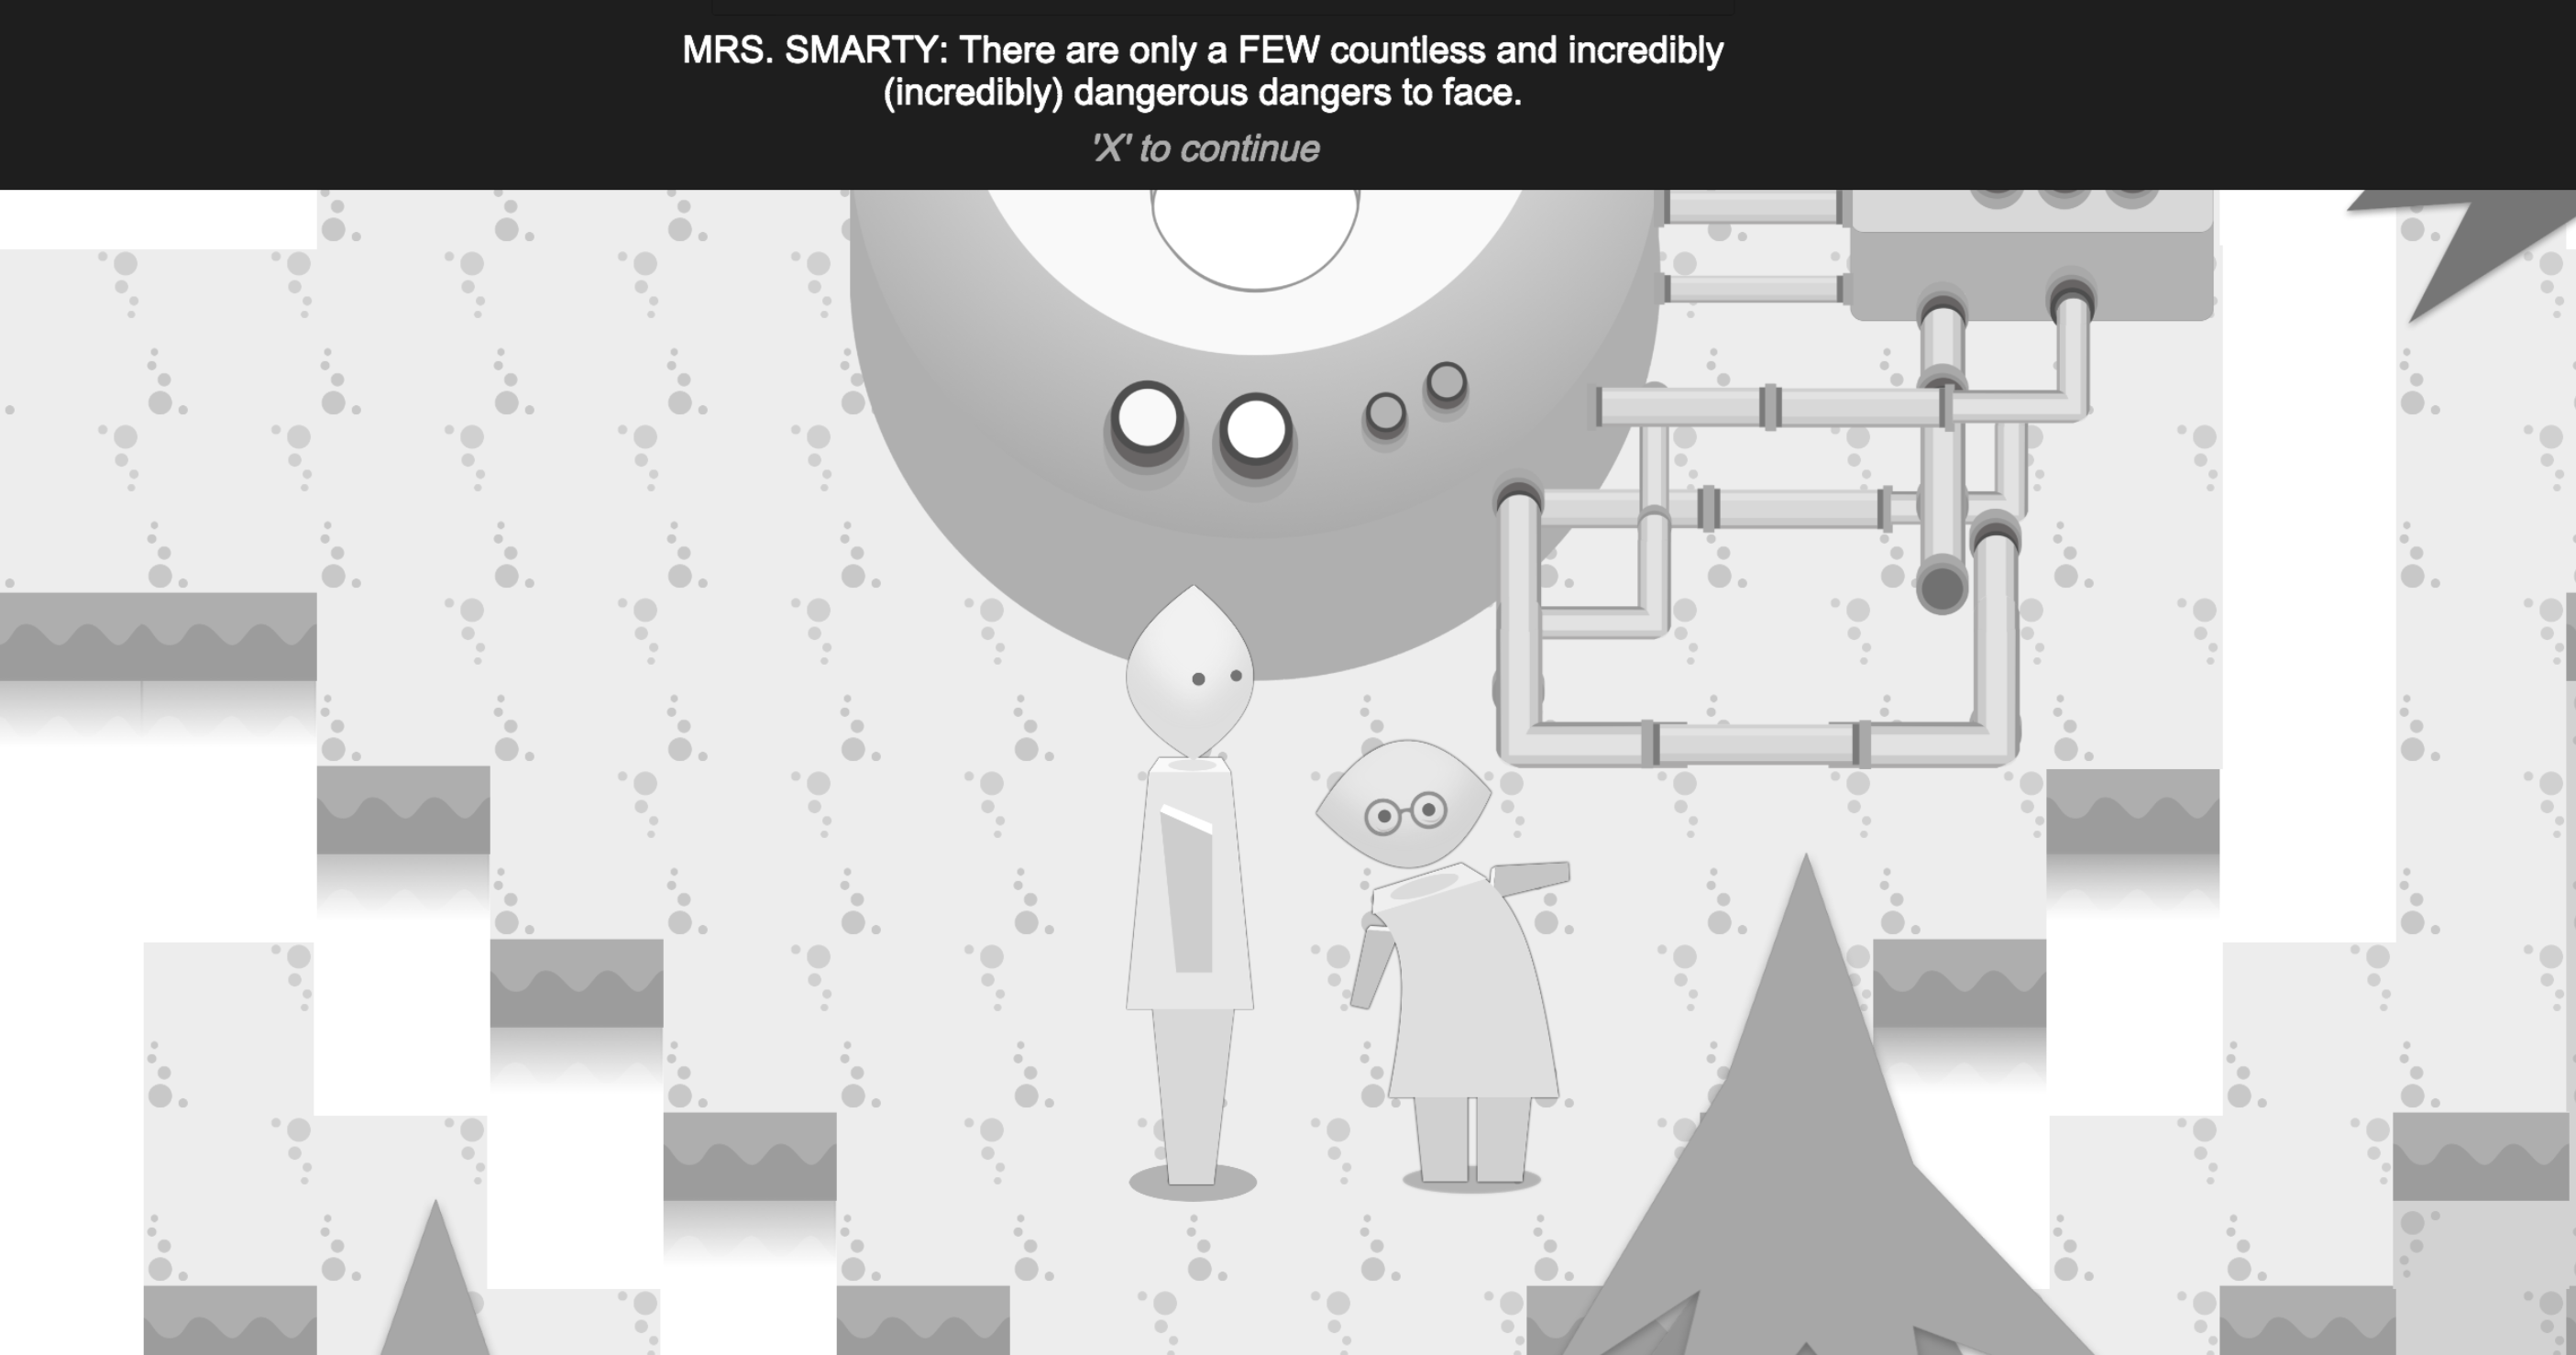 MRS. SMARTY: There are only a FEW countless and incredibly
(incredibly) dangerous dangers to face.
'X' to continue